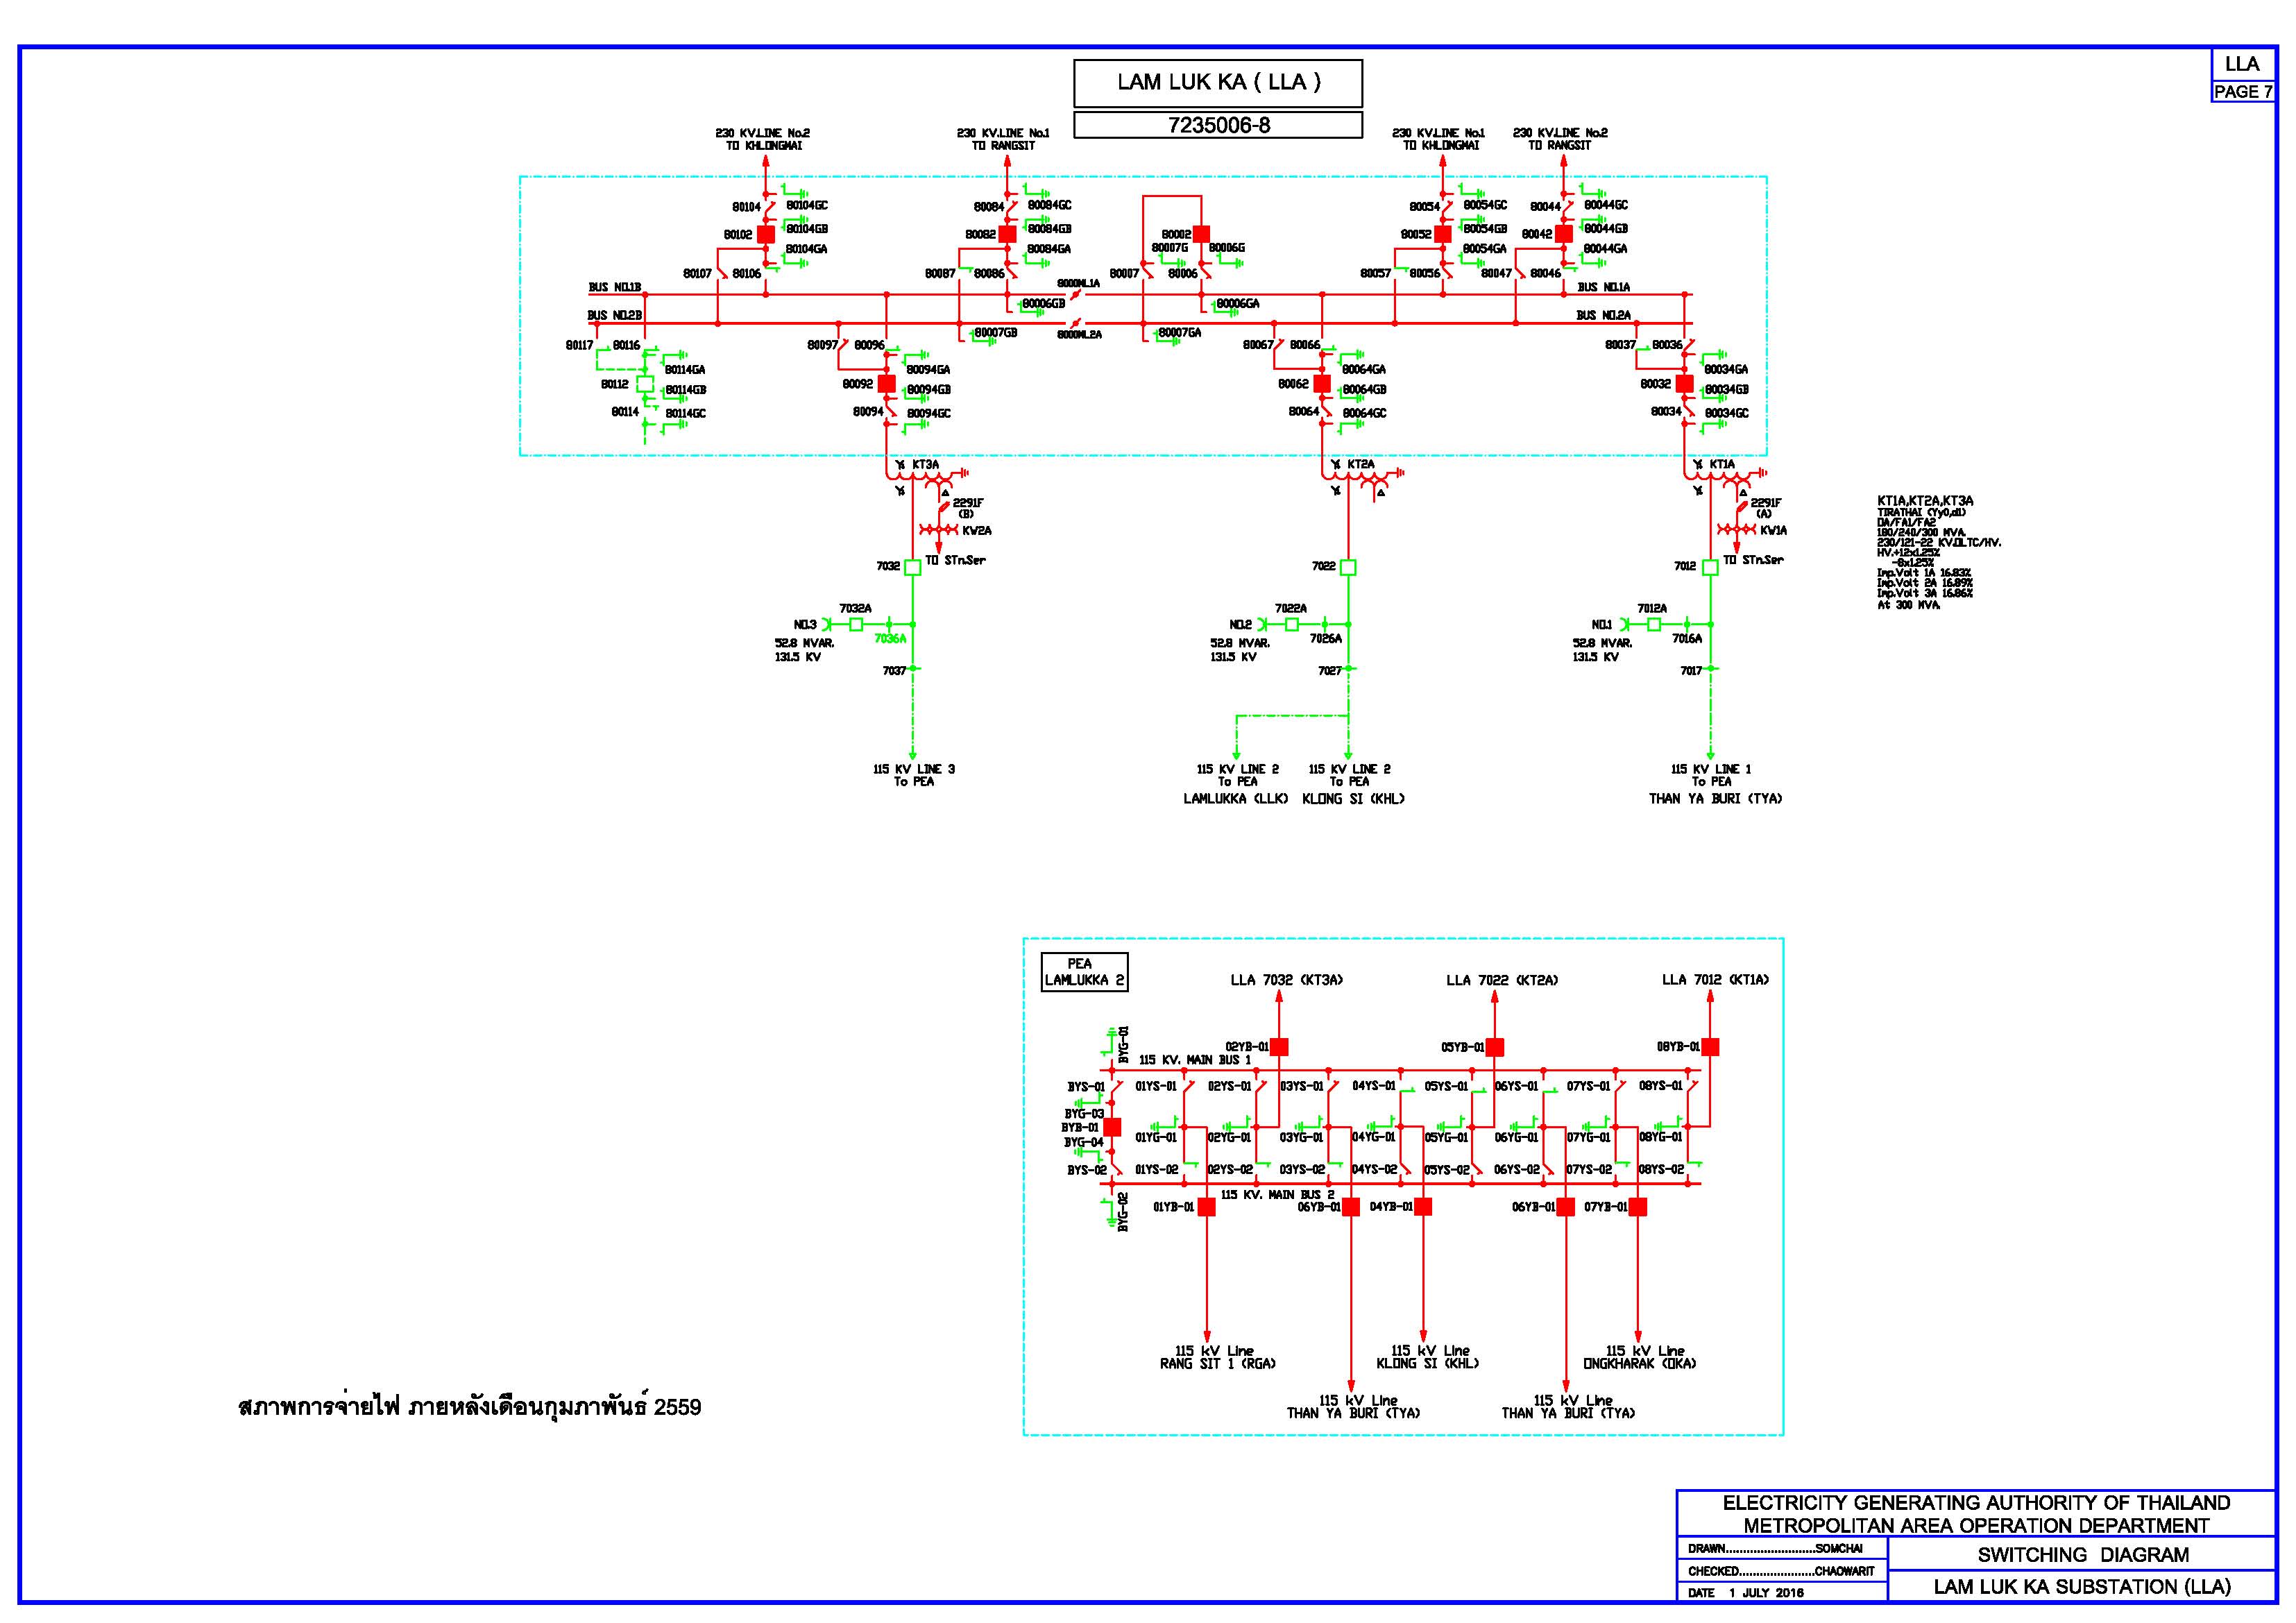 LLA
PAGE 7
LAM LUK KA ( LLA )
7235006-8
230 KV.LINE No.2
TO KHLONGMAI
230 KV.LINE No.1
TO RANGSIT
230 KV.LINE No.1
TO KHLONGMAI
230 KV.LINE No.2
TO RANGSIT
80104
80104GC
80084
80084GC
80054
80054GC
80044
80044GC
80102
80104GB
80082
80084GB
80002
80052
80054GB
80042
80044GB
80104GA
80084GA
80007G
80006G
80054GA
80044GA
80107
80106
80087
80086
80007
80006
80057
80056
80047
80046
BUS NO.1B
8000ML1A
BUS NO.1A
80006GB
80006GA
BUS NO.2B
BUS NO.2A
80007GB
8000ML2A
80007GA
80117
80116
80097
80096
80067
80066
80037
80036
80114GA
80094GA
80064GA
80034GA
80112
80114GB
80092
80094GB
80062
80064GB
80032
80034GB
80114
80114GC
80094
80094GC
80064
80064GC
80034
80034GC
KT3A
KT2A
KT1A
2291F
(B)
KW2A
TO STn.Ser
2291F
(A)
KW1A
TO STn.Ser
KT1A,KT2A,KT3A
TIRATHAI (Yy0,d1)
OA/FA1/FA2
180/240/300 MVA.
230/121-22 KV.OLTC/HV.
HV.+12x1.25%
-8x1.25%
Imp.Volt 1A 16.83%
Imp.Volt 2A 16.89%
Imp.Volt 3A 16.86%
At 300 MVA.
7032
7022
7012
7032A
7022A
7012A
NO.3
7036A
NO.2
7026A
NO.1
7016A
52.8 MVAR.
131.5 KV
52.8 MVAR.
131.5 KV
52.8 MVAR.
131.5 KV
7037
7027
7017
115 KV LINE 3
To PEA
115 KV LINE 2
To PEA
LAMLUKKA (LLK)
115 KV LINE 2
To PEA
KLONG SI (KHL)
115 KV LINE 1
To PEA
THAN YA BURI (TYA)
PEA
LAMLUKKA 2
LLA 7032 (KT3A)
LLA 7022 (KT2A)
LLA 7012 (KT1A)
BYG-01
02YB-01
05YB-01
08YB-01
115 KV. MAIN BUS 1
BYS-01
01YS-01
02YS-01
03YS-01
04YS-01
05YS-01
06YS-01
07YS-01
08YS-01
BYG-03
BYB-01
BYG-04
01YG-01
02YG-01
03YG-01
04YG-01
05YG-01
06YG-01
07YG-01
08YG-01
BYS-02
01YS-02
02YS-02
03YS-02
04YS-02
05YS-02
06YS-02
07YS-02
08YS-02
115 KV. MAIN BUS 2
BYG-02
01YB-01
06YB-01
04YB-01
06YB-01
07YB-01
115 kV Line
RANG SIT 1 (RGA)
115 kV Line
KLONG SI (KHL)
115 kV Line
ONGKHARAK (OKA)
115 kV Line
THAN YA BURI (TYA)
115 kV Line
THAN YA BURI (TYA)
สภาพการจ่ายไฟ ภายหลังเดือนกุมภาพันธ์ 2559
ELECTRICITY GENERATING AUTHORITY OF THAILAND
METROPOLITAN AREA OPERATION DEPARTMENT
DRAWN..........................SOMCHAI
CHECKED......................CHAOWARIT
DATE 1 JULY 2016
SWITCHING DIAGRAM
LAM LUK KA SUBSTATION (LLA)